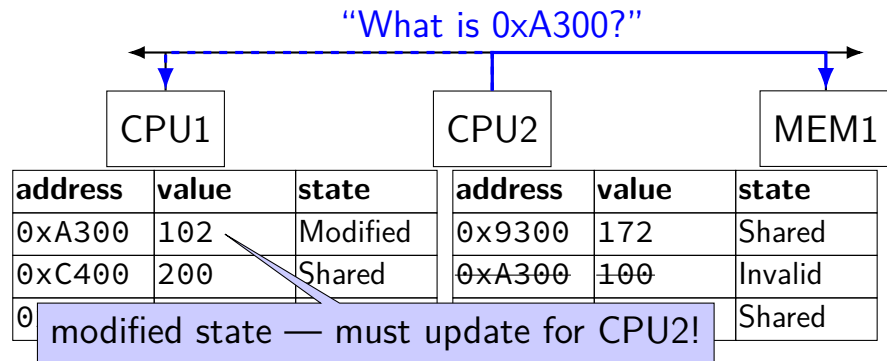 “What is 0xA300?”
CPU1 CPU2 MEM1
address value state address value state
0xA300 102 Modified 0x9300 172 Shared
0xC400 200 Shared 0xA300 100 Invalid
0 Shared
modified state — must update for CPU2!